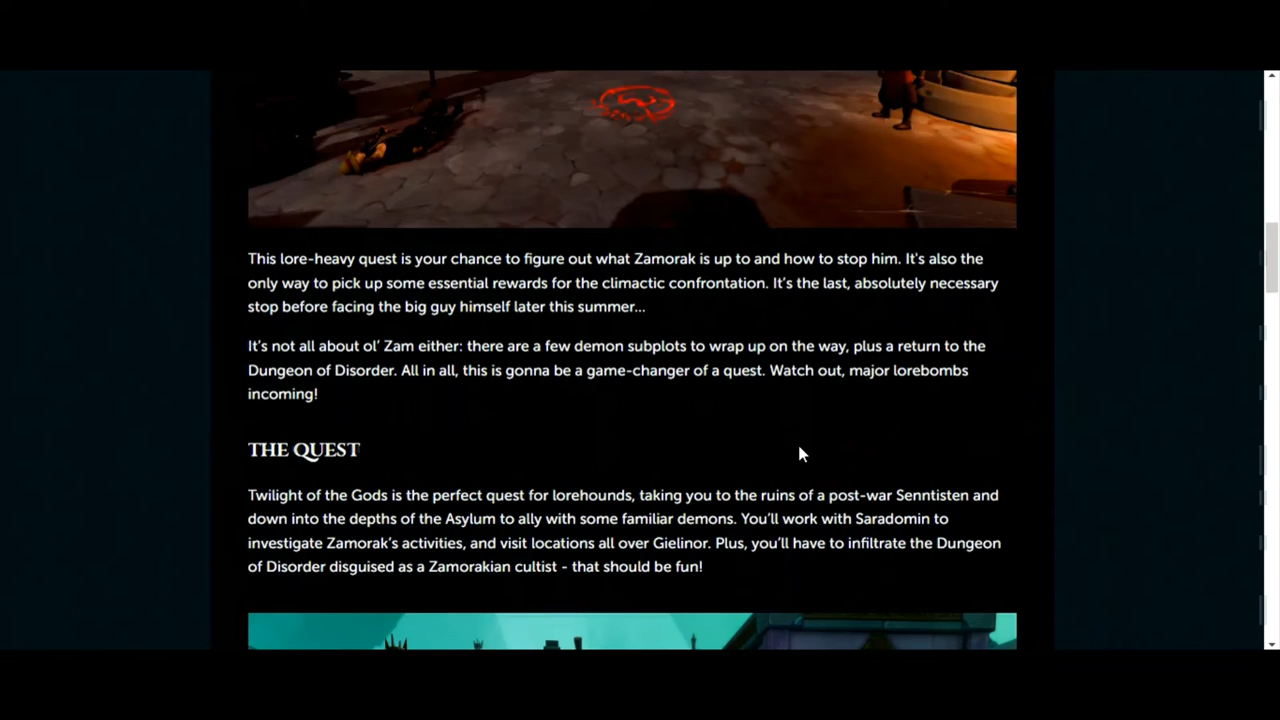 This lore-heavy quest is your chance to figure out what Zamorak is up to and how to stop him. It's also the
only way to pick up some essential rewards for the climactic confrontation. It’s the last, absolutely necessary
stop before facing the big guy himself later this summer…
It’s not all about ol’ Zam either: there are a few demon subplots to wrap up on the way, plus a return to the
Dungeon of Disorder. All in all, this is gonna be a game-changer of a quest. Watch out, major lorebombs
incoming!
THE QUEST
Twilight of the Gods is the perfect quest for lorehounds, taking you to the ruins of a post-war Senntisten and
down into the depths of the Asylum to ally with some familiar demons. You’ll work with Saradomin to
investigate Zamorak’s activities, and visit locations all over Gielinor. Plus, you’ll have to infiltrate the Dungeon
of Disorder disguised as a Zamorakian cultist - that should be fun!